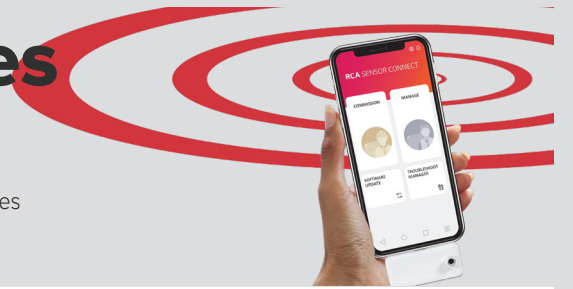 es
es
RCA SENSOR CONNECT
COMMISSION
MANAGE
SOFTWARE
UPDATE
TROUBLESHOOT
MANAGER